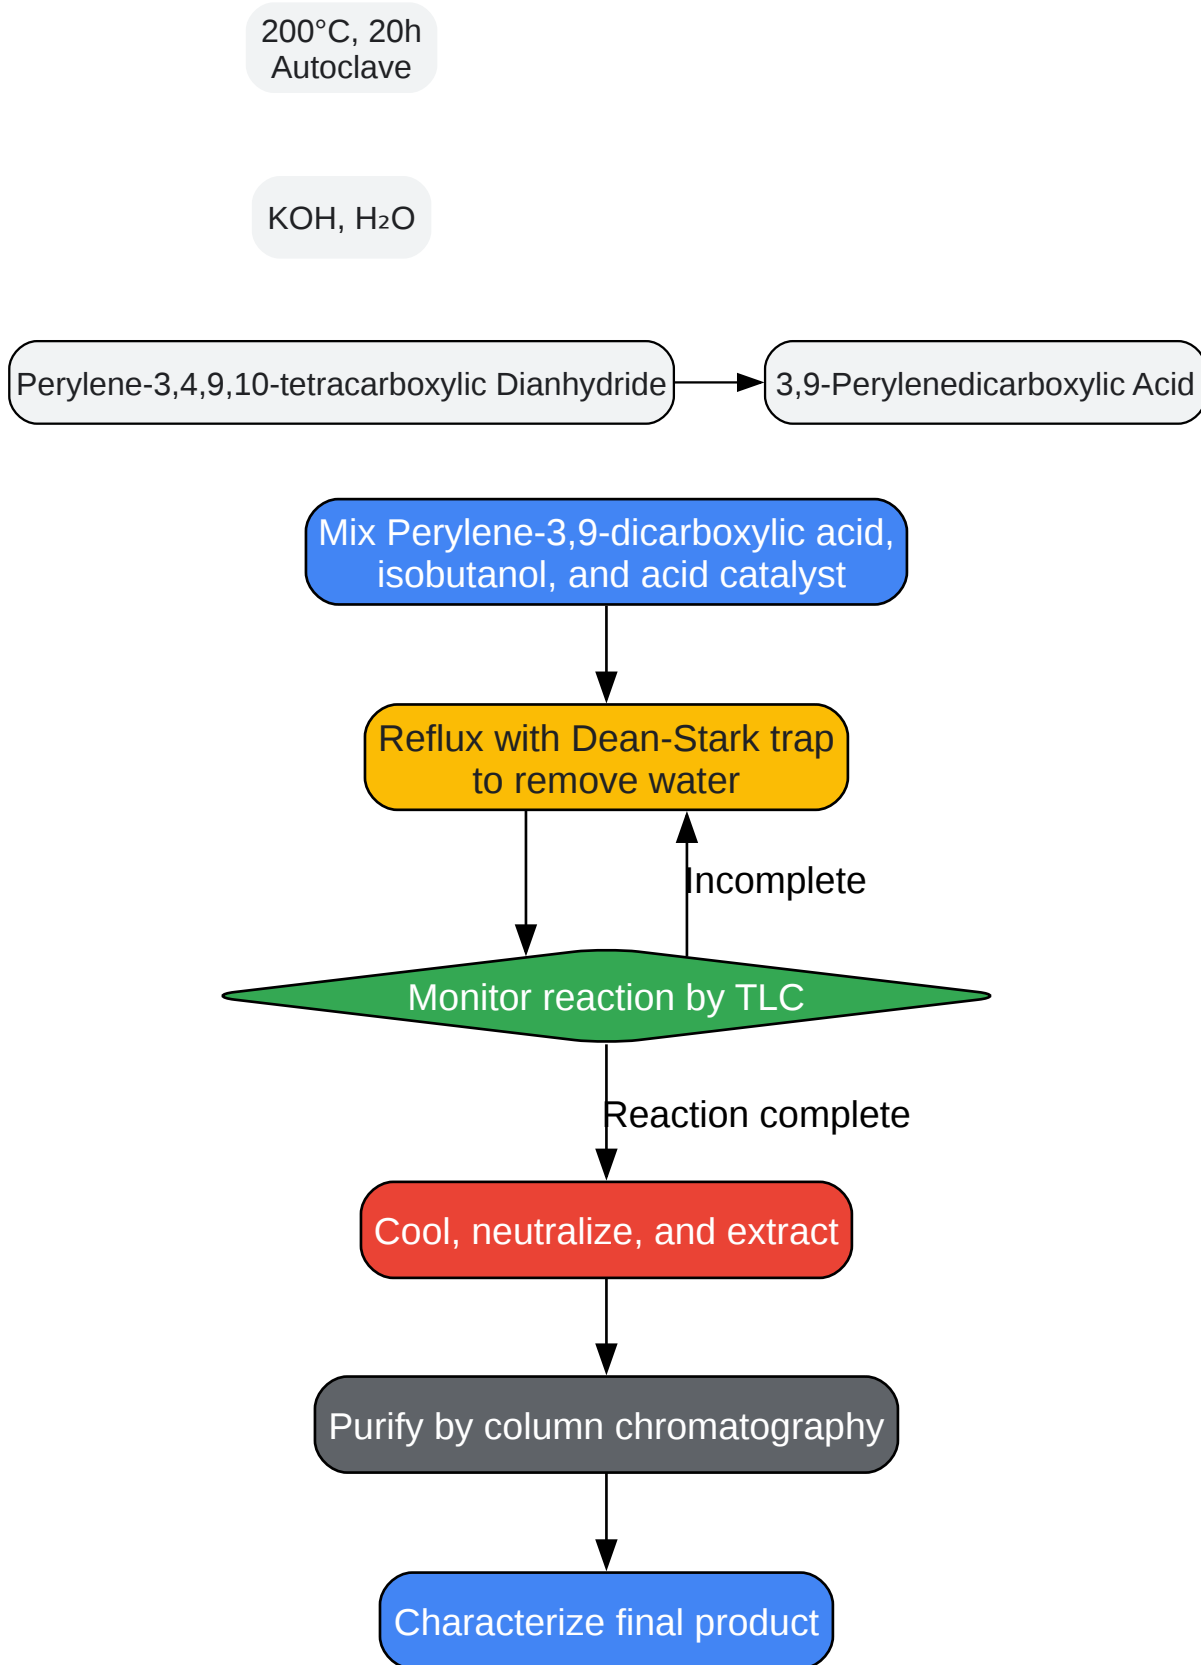 200°C, 20h
Autoclave
KOH, H₂O
Perylene-3,4,9,10-tetracarboxylic Dianhydride
3,9-Perylenedicarboxylic Acid
Mix Perylene-3,9-dicarboxylic acid,
isobutanol, and acid catalyst
Reflux with Dean-Stark trap
to remove water
Incomplete
Monitor reaction by TLC
Reaction complete
Cool, neutralize, and extract
Purify by column chromatography
Characterize final product